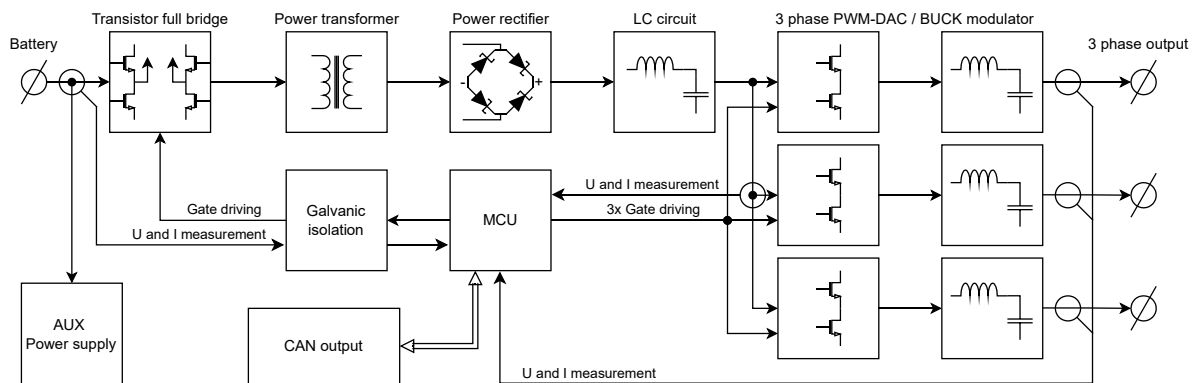 Transistor full bridge
Power transformer
Power rectifier
LC circuit
3 phase PWM-DAC / BUCK modulator
Battery
3 phase output
-
+
U and I measurement
Gate driving
Galvanic
isolation
MCU
3x Gate driving
U and I measurement
AUX
Power supply
CAN output
U and I measurement